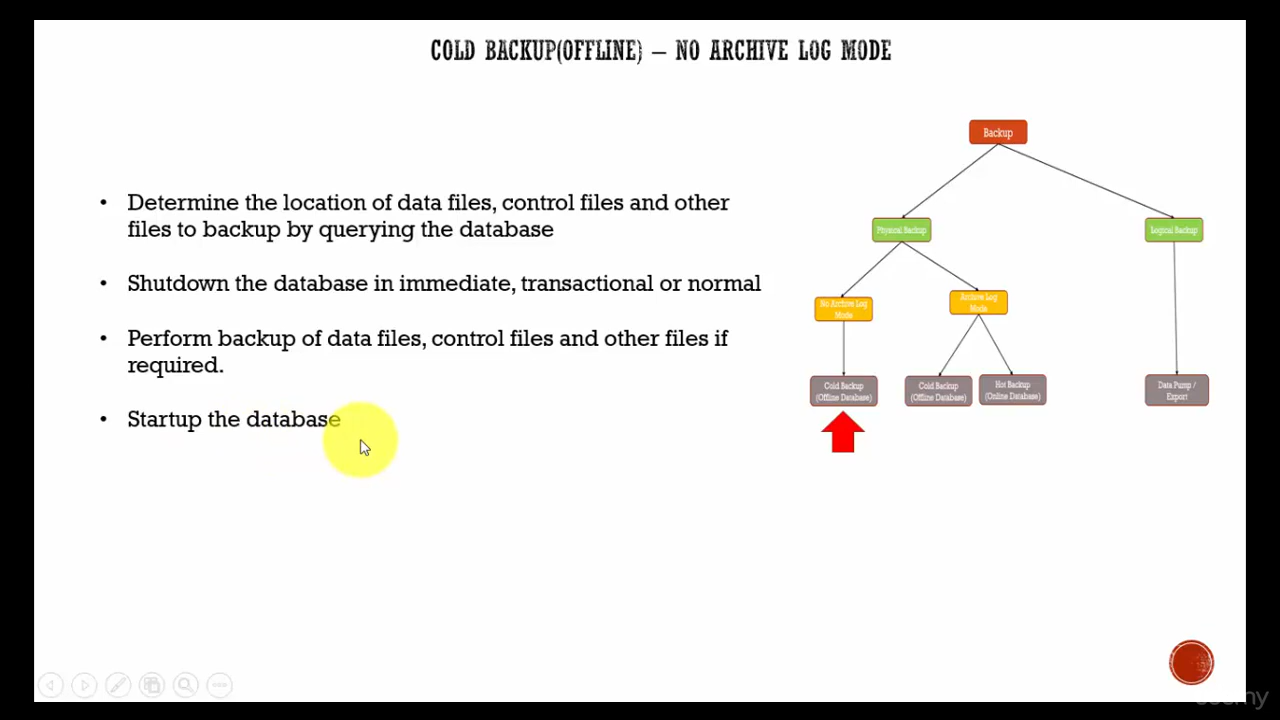 COLD BACKUP(OFFLINE) – NO ARCHIVE LOG MODE
• Determine the location of data files, control files and other
files to backup by querying the database
• Shutdown the database in immediate, transactional or normal
• Perform backup of data files, control files and other files if
required.
• Startup the database
Backup
Physical Backup
Logical Backup
No Archive Log
Mode
Archive Log
Mode
Cold Backup
(Offline Database)
Cold Backup
(Offline Database)
Hot Backup
(Online Database)
Data Pump /
Export